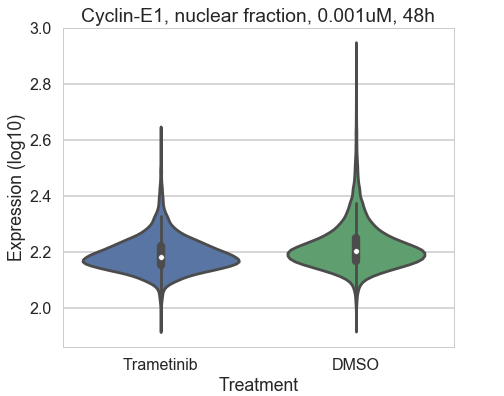 Cyclin-E1, nuclear fraction, 0.001uM, 48h
3.0
2.8
2.6
2.4
2.2
2.0
Expression (log10)
Trametinib DMSO
Treatment